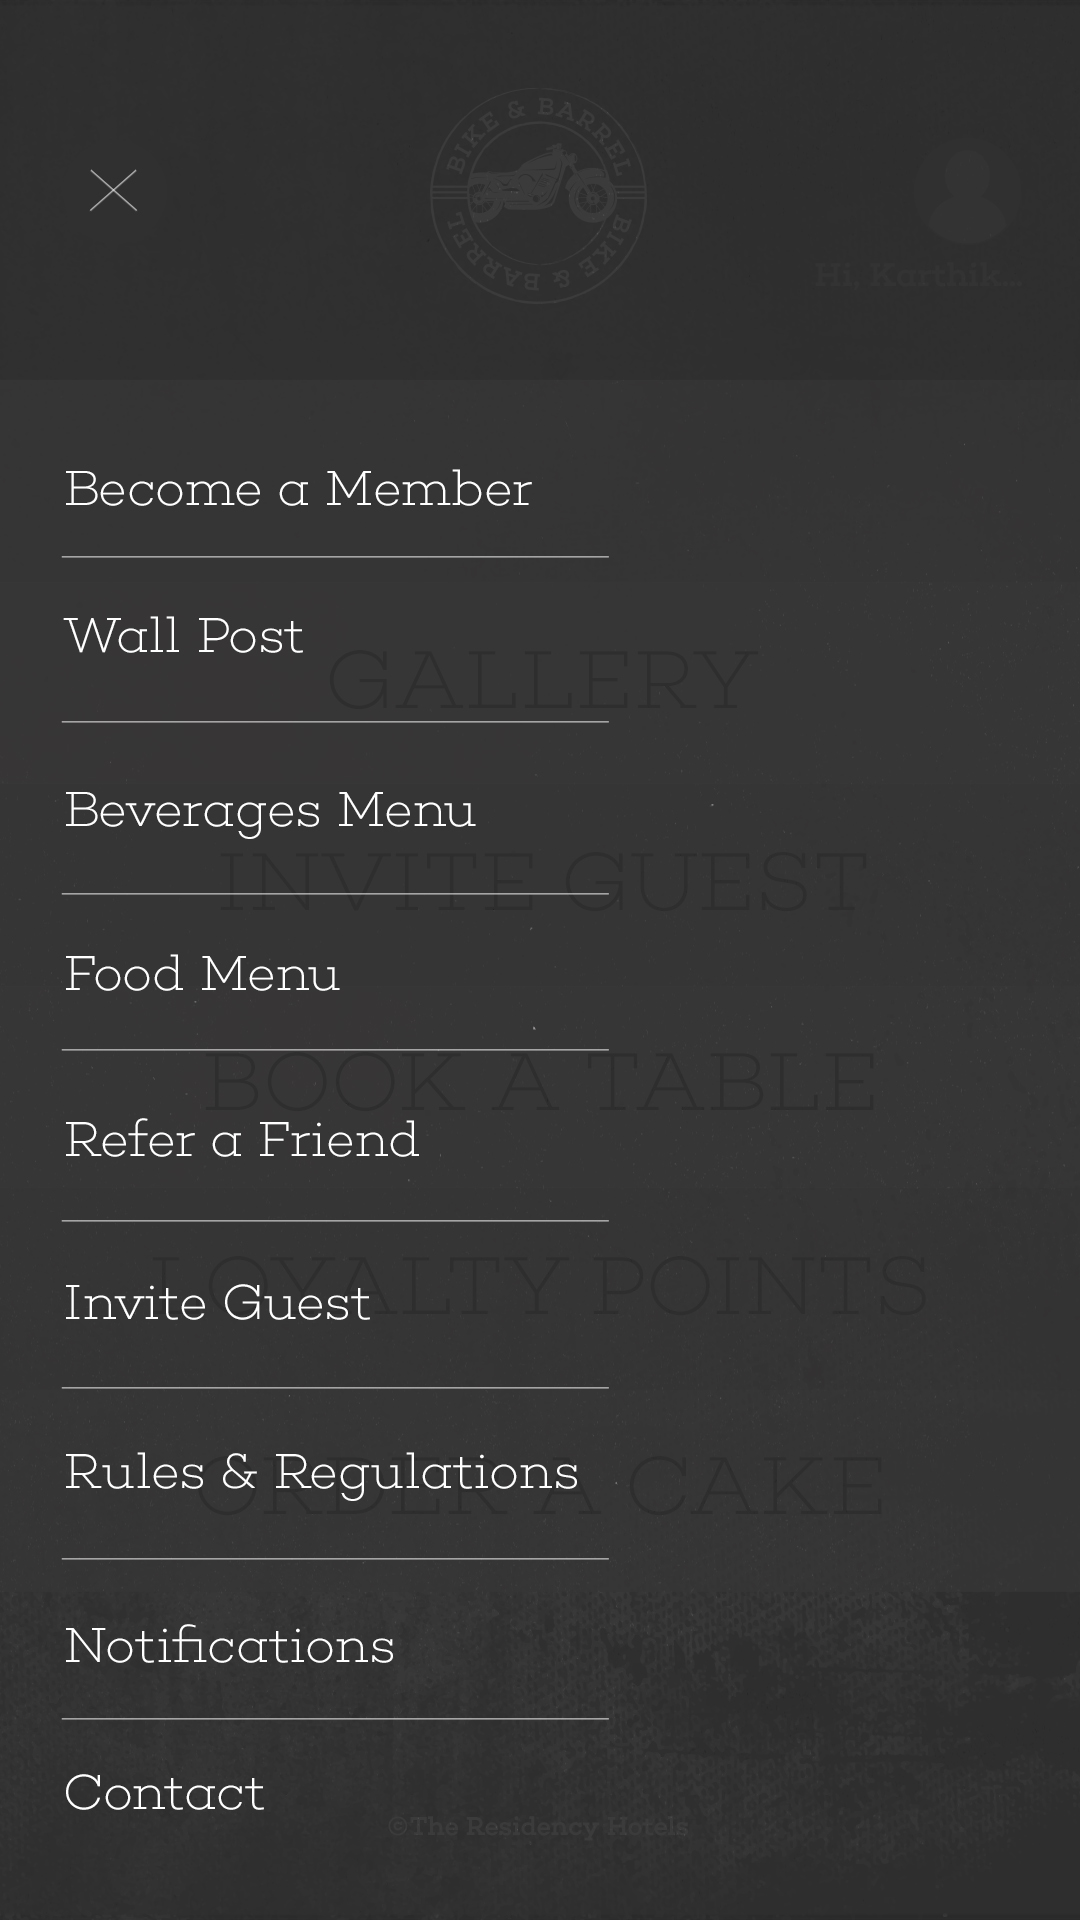 BIKE & BARREL
BIKE & BARREL
Hi, Karthik...
Become a Member
Wall Post
GALLERY
Beverages Menu
INVITE GUEST
Food Menu
BOOK A TABLE
Refer a Friend
LOYALTY POINTS
Invite Guest
Rules & Regulations
ORDER A CAKE
Notifications
Contact
©The Residency Hotels